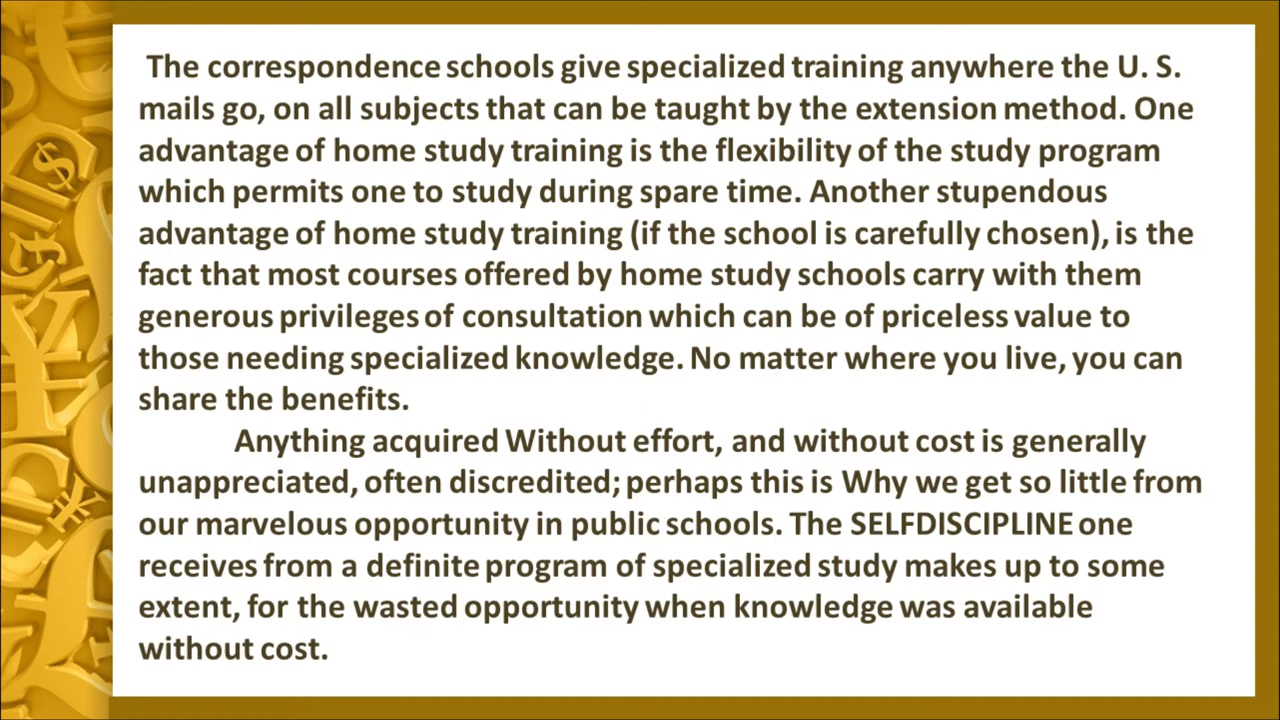 The correspondence schools give specialized training anywhere the U. S.
mails go, on all subjects that can be taught by the extension method. One
advantage of home study training is the flexibility of the study program
which permits one to study during spare time. Another stupendous
advantage of home study training (if the school is carefully chosen), is the
fact that most courses offered by home study schools carry with them
generous privileges of consultation which can be of priceless value to
those needing specialized knowledge. No matter where you live, you can
share the benefits.
Anything acquired Without effort, and without cost is generally
unappreciated, often discredited; perhaps this is Why we get so little from
our marvelous opportunity in public schools. The SELFDISCIPLINE one
receives from a definite program of specialized study makes up to some
extent, for the wasted opportunity when knowledge was available
without cost.